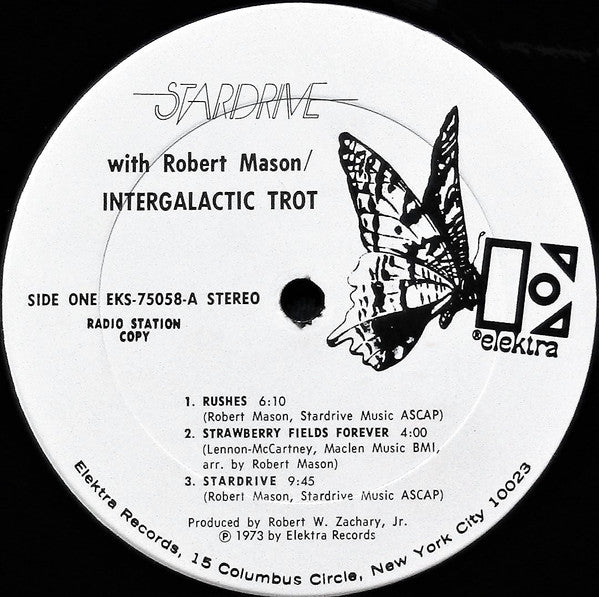 STARDRIVE
with Robert Mason/
INTERGALACTIC TROT
SIDE ONE EKS-75058-A STEREO
RADIO STATION
COPY
® elektra
1. RUSHES 6:10
(Robert Mason, Stardrive Music ASCAP)
2. STRAWBERRY FIELDS FOREVER 4:00
(Lennon-McCartney, Maclen Music BMI,
arr. by Robert Mason)
3. STARDRIVE 9:45
(Robert Mason, Stardrive Music ASCAP)
Produced by Robert W. Zachary, Jr.
℗ 1973 by Elektra Records
Elektra Records, 15 Columbus Circle, New York City 10023